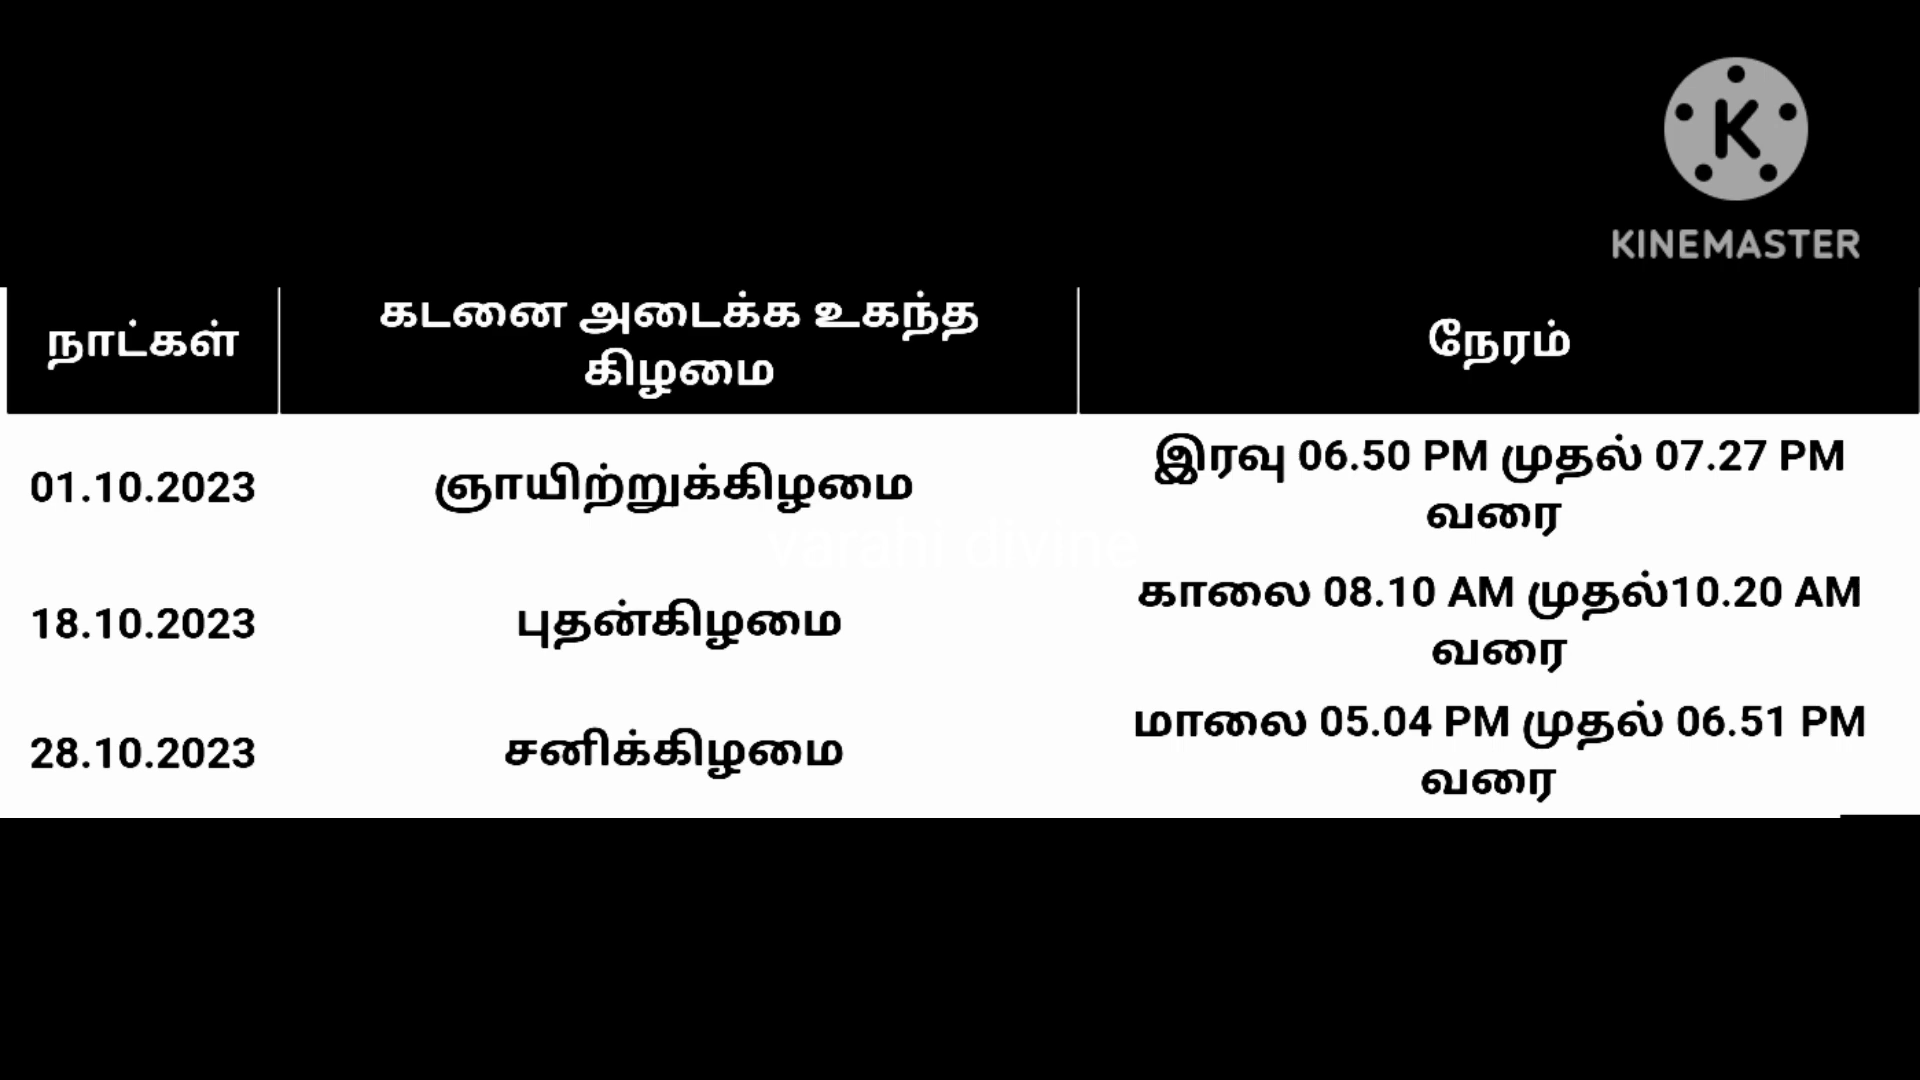 KINEMASTER
நாட்கள்
கடனை அடைக்க உகந்த
கிழமை
நேரம்
01.10.2023
ஞாயிற்றுக்கிழமை
இரவு 06.50 PM முதல் 07.27 PM
வரை
varahi divine
18.10.2023
புதன்கிழமை
காலை 08.10 AM முதல்10.20 AM
வரை
28.10.2023
சனிக்கிழமை
மாலை 05.04 PM முதல் 06.51 PM
வரை